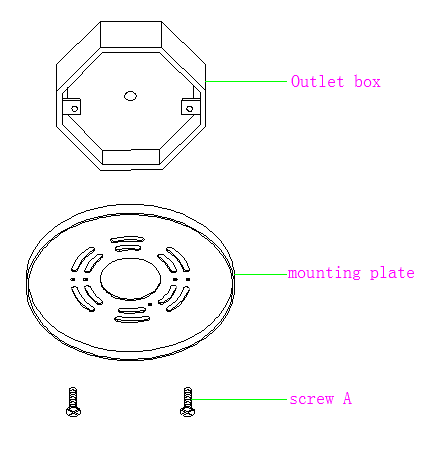 Outlet box
mounting plate
screw A